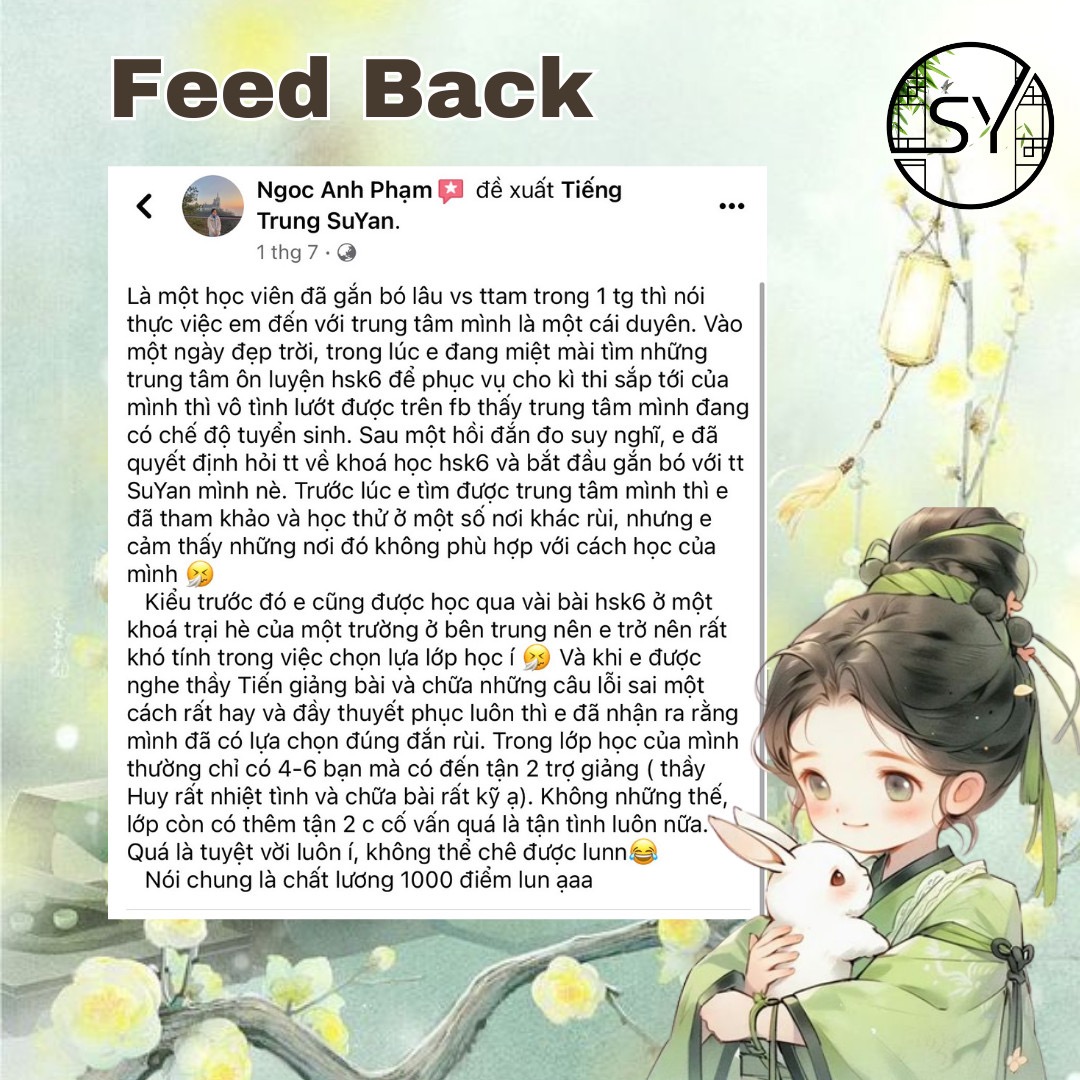 Feed Back
SY
Ngoc Anh Phạm đề xuất Tiếng
Trung SuYan.
1 thg 7 ·
Là một học viên đã gắn bó lâu vs ttam trong 1 tg thì nói
thực việc em đến với trung tâm mình là một cái duyên. Vào
một ngày đẹp trời, trong lúc e đang miệt mài tìm những
trung tâm ôn luyện hsk6 để phục vụ cho kì thi sắp tới của
mình thì vô tình lướt được trên fb thấy trung tâm mình đang
có chế độ tuyển sinh. Sau một hồi đắn đo suy nghĩ, e đã
quyết định hỏi tt về khoá học hsk6 và bắt đầu gắn bó với tt
SuYan mình nè. Trước lúc e tìm được trung tâm mình thì e
đã tham khảo và học thử ở một số nơi khác rùi, nhưng e
cảm thấy những nơi đó không phù hợp với cách học của
mình 🤧
Kiểu trước đó e cũng được học qua vài bài hsk6 ở một
khoá trại hè của một trường ở bên trung nên e trở nên rất
khó tính trong việc chọn lựa lớp học í 🤧 Và khi e được
nghe thầy Tiến giảng bài và chữa những câu lỗi sai một
cách rất hay và đầy thuyết phục luôn thì e đã nhận ra rằng
mình đã có lựa chọn đúng đắn rùi. Trong lớp học của mình
thường chỉ có 4-6 bạn mà có đến tận 2 trợ giảng ( thầy
Huy rất nhiệt tình và chữa bài rất kỹ ạ). Không những thế,
lớp còn có thêm tận 2 c cố vấn quá là tận tình luôn nữa.
Quá là tuyệt vời luôn í, không thể chê được lunn😂
Nói chung là chất lương 1000 điểm lun ạaa